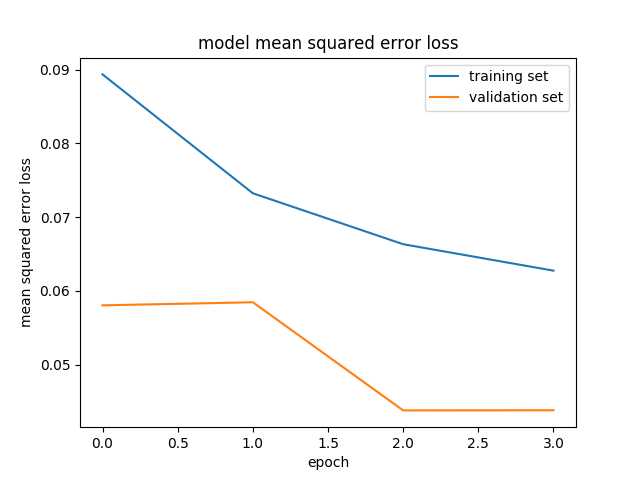 model mean squared error loss
training set
validation set
0.09
0.08
0.07
0.06
0.05
mean squared error loss
0.0 0.5 1.0 1.5 2.0 2.5 3.0
epoch